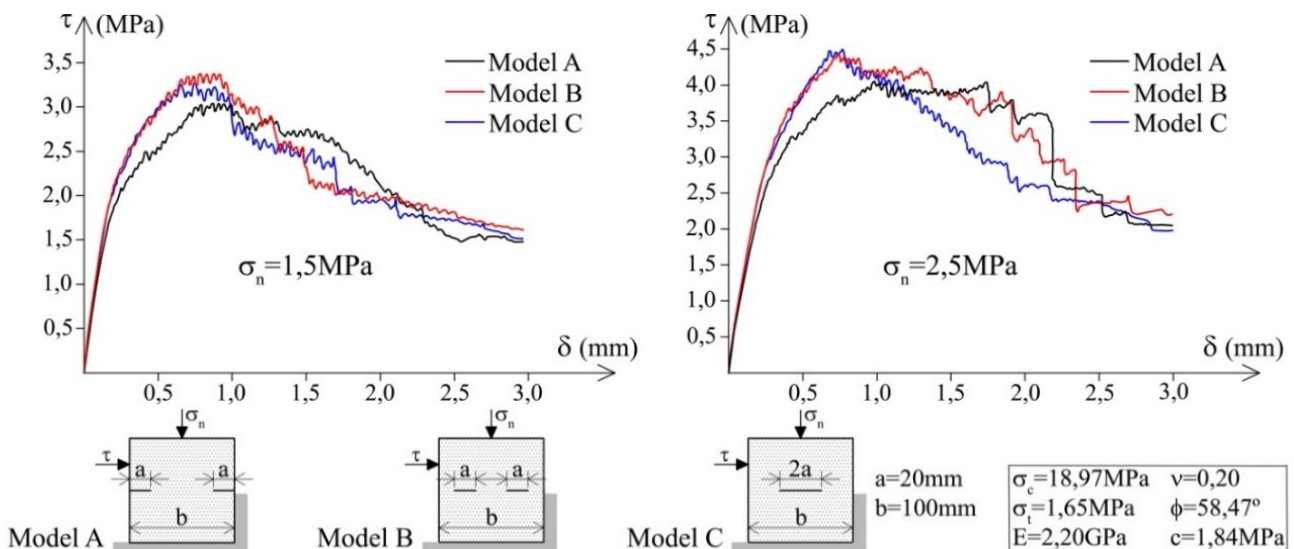 τ (MPa)
3,5
3,0
2,5
2,0
1,5
1,0
0,5
Model A
Model B
Model C
σn=1,5MPa
δ (mm)
0,5 1,0 1,5 2,0 2,5 3,0
τ (MPa)
4,5
4,0
3,5
3,0
2,5
2,0
1,5
1,0
0,5
Model A
Model B
Model C
σn=2,5MPa
δ (mm)
0,5 1,0 1,5 2,0 2,5 3,0
σn
τ
a a
b
Model A
σn
τ
a a
b
Model B
σn
τ
2a
b
Model C
a=20mm
b=100mm
σc=18,97MPa ν=0,20
σt=1,65MPa ϕ=58,47º
E=2,20GPa c=1,84MPa